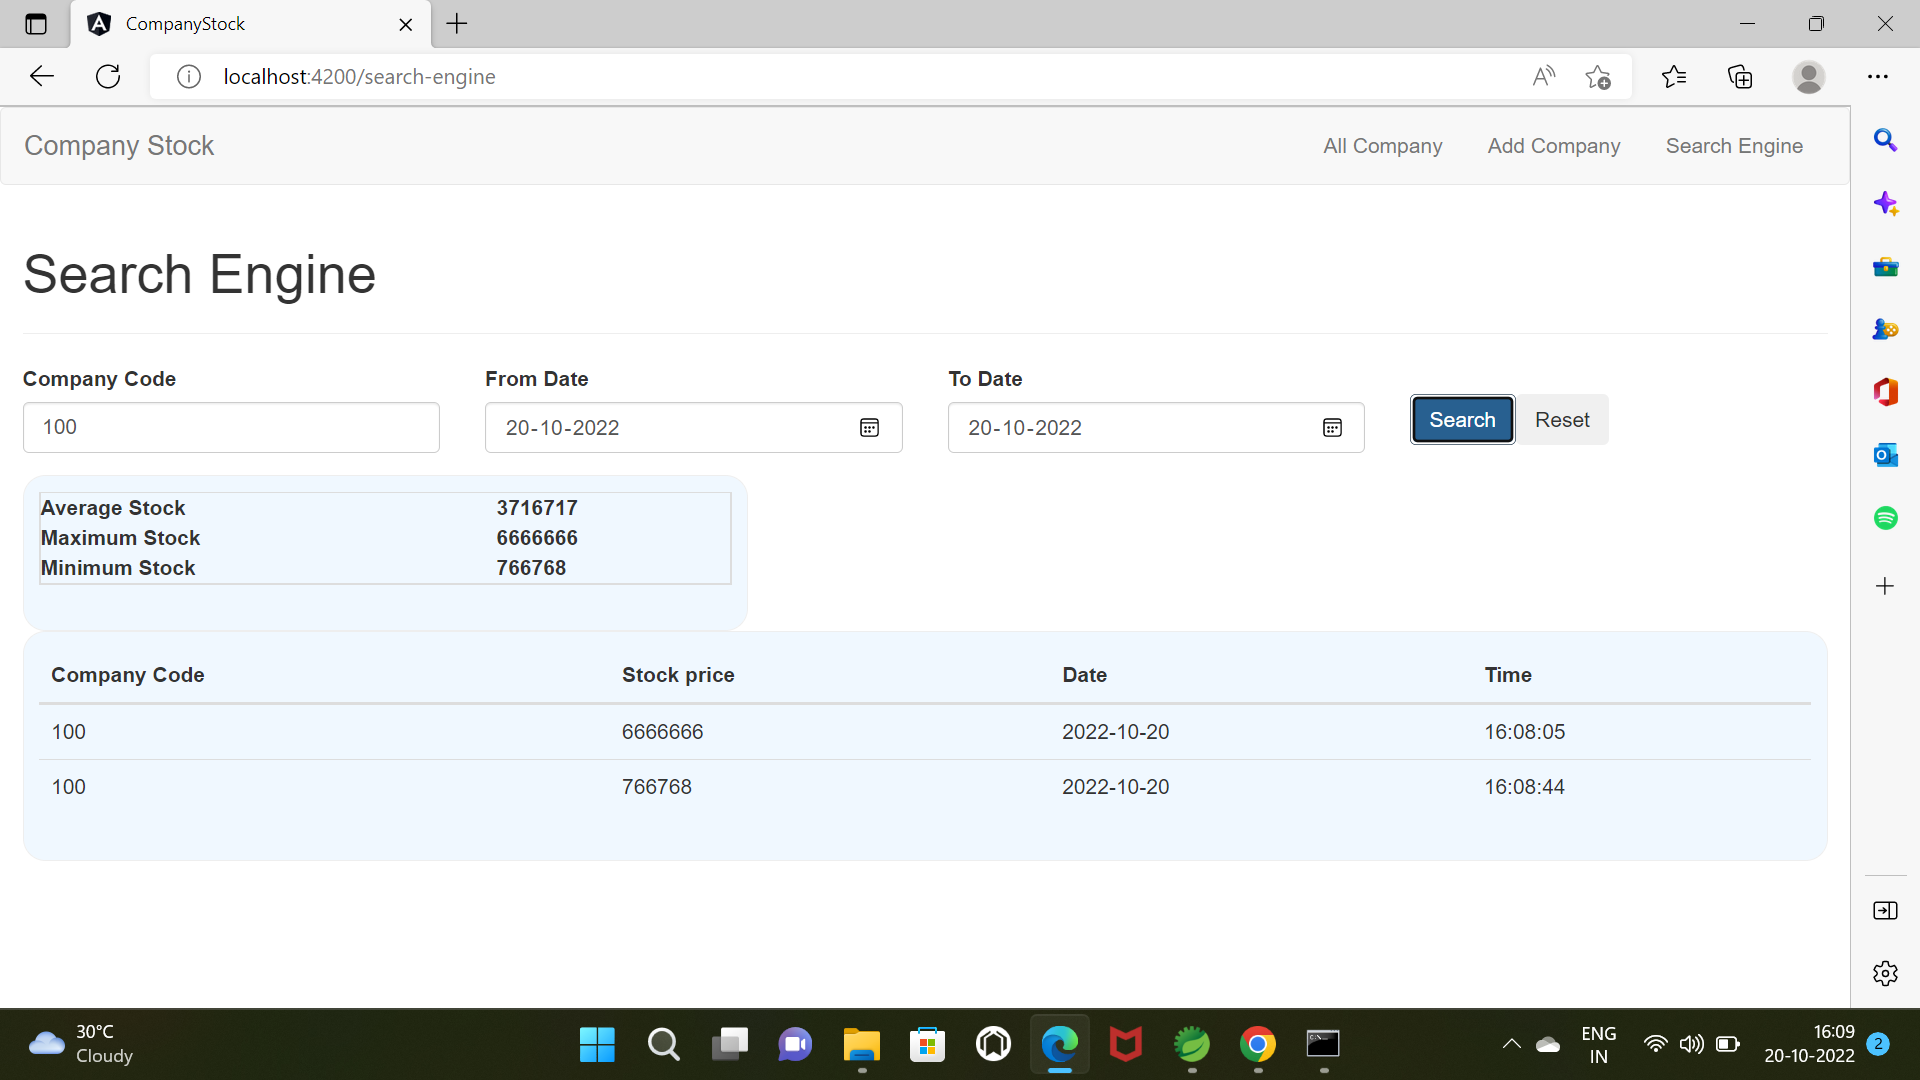 CompanyStock
localhost:4200/search-engine
Company Stock
All Company Add Company Search Engine
Search Engine
Company Code From Date To Date
100 20-10-2022 20-10-2022 Search Reset
Average Stock 3716717
Maximum Stock 6666666
Minimum Stock 766768
Company Code Stock price Date Time
100 6666666 2022-10-20 16:08:05
100 766768 2022-10-20 16:08:44
30°C
Cloudy
ENG
IN
16:09
20-10-2022
2